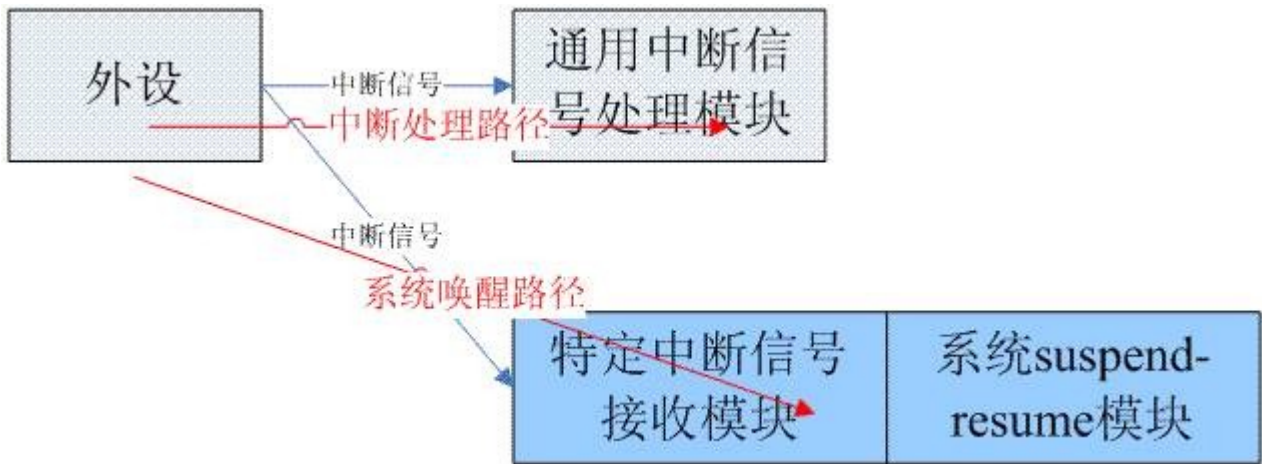 外设
中断信号
通用中断信
号处理模块
中断处理路径
中断信号
系统唤醒路径
特定中断信号
接收模块
系统suspend-
resume模块